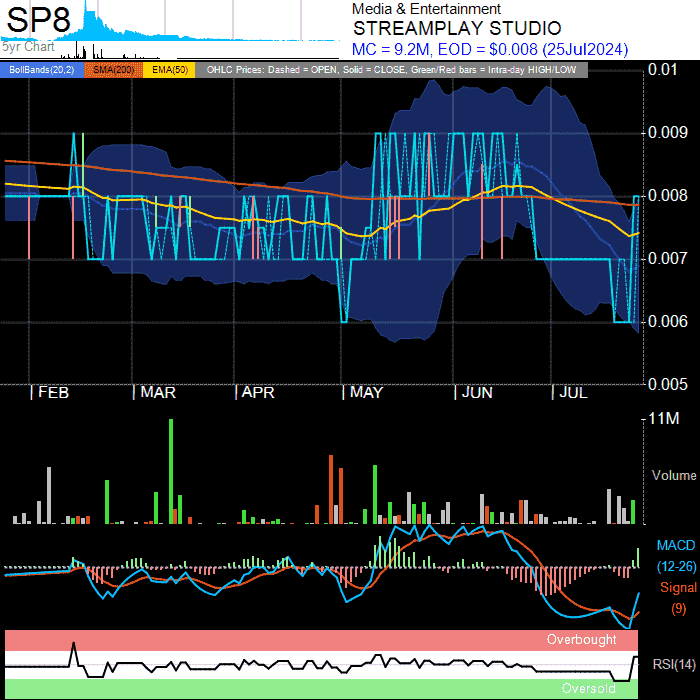 SP8
5yr Chart
Media & Entertainment
STREAMPLAY STUDIO
MC = 9.2M, EOD = $0.008 (25Jul2024)
BollBands(20,2) SMA(200) EMA(50) OHLC Prices: Dashed = OPEN, Solid = CLOSE, Green/Red bars = Intra-day HIGH/LOW
0.01
0.009
0.008
0.007
0.006
0.005
| FEB | MAR | APR | MAY | JUN | JUL
11M
Volume
MACD
(12-26)
Signal
(9)
Overbought
RSI(14)
Oversold